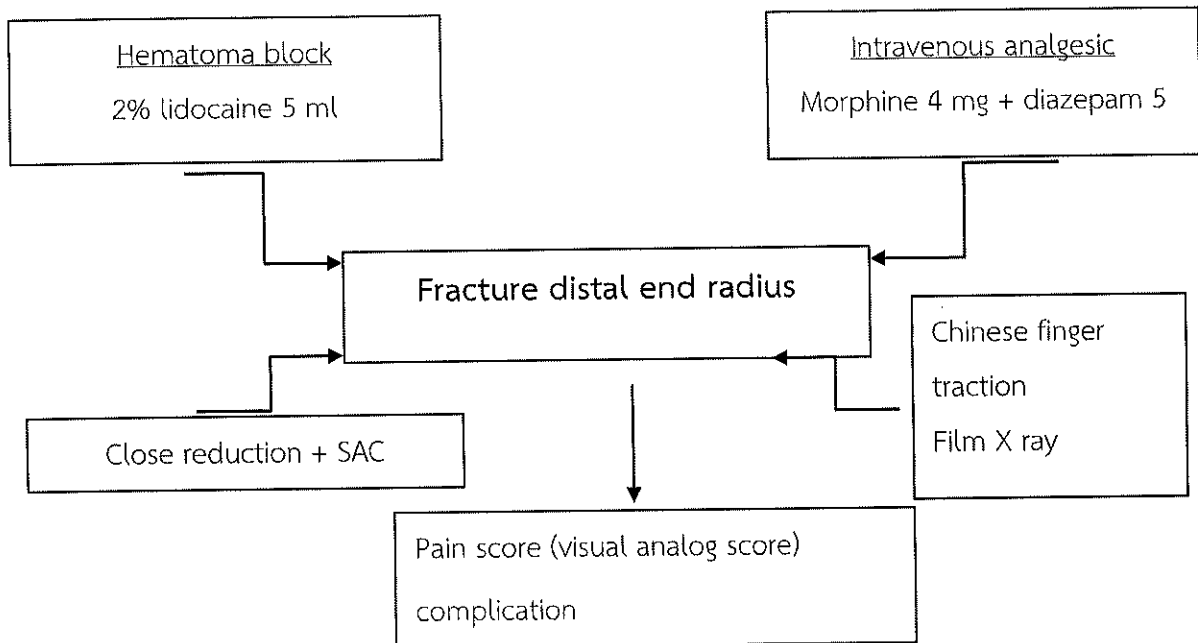 Hematoma block
2% lidocaine 5 ml
Intravenous analgesic
Morphine 4 mg + diazepam 5
Fracture distal end radius
Chinese finger
traction
Film X ray
Close reduction + SAC
Pain score (visual analog score)
complication